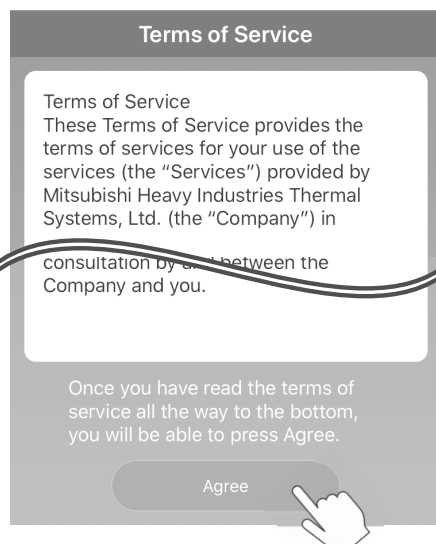 Terms of Service
Terms of Service
These Terms of Service provides the
terms of services for your use of the
services (the “Services”) provided by
Mitsubishi Heavy Industries Thermal
Systems, Ltd. (the “Company”) in
consultation by and between the
Company and you.
Once you have read the terms of
service all the way to the bottom,
you will be able to press Agree.
Agree